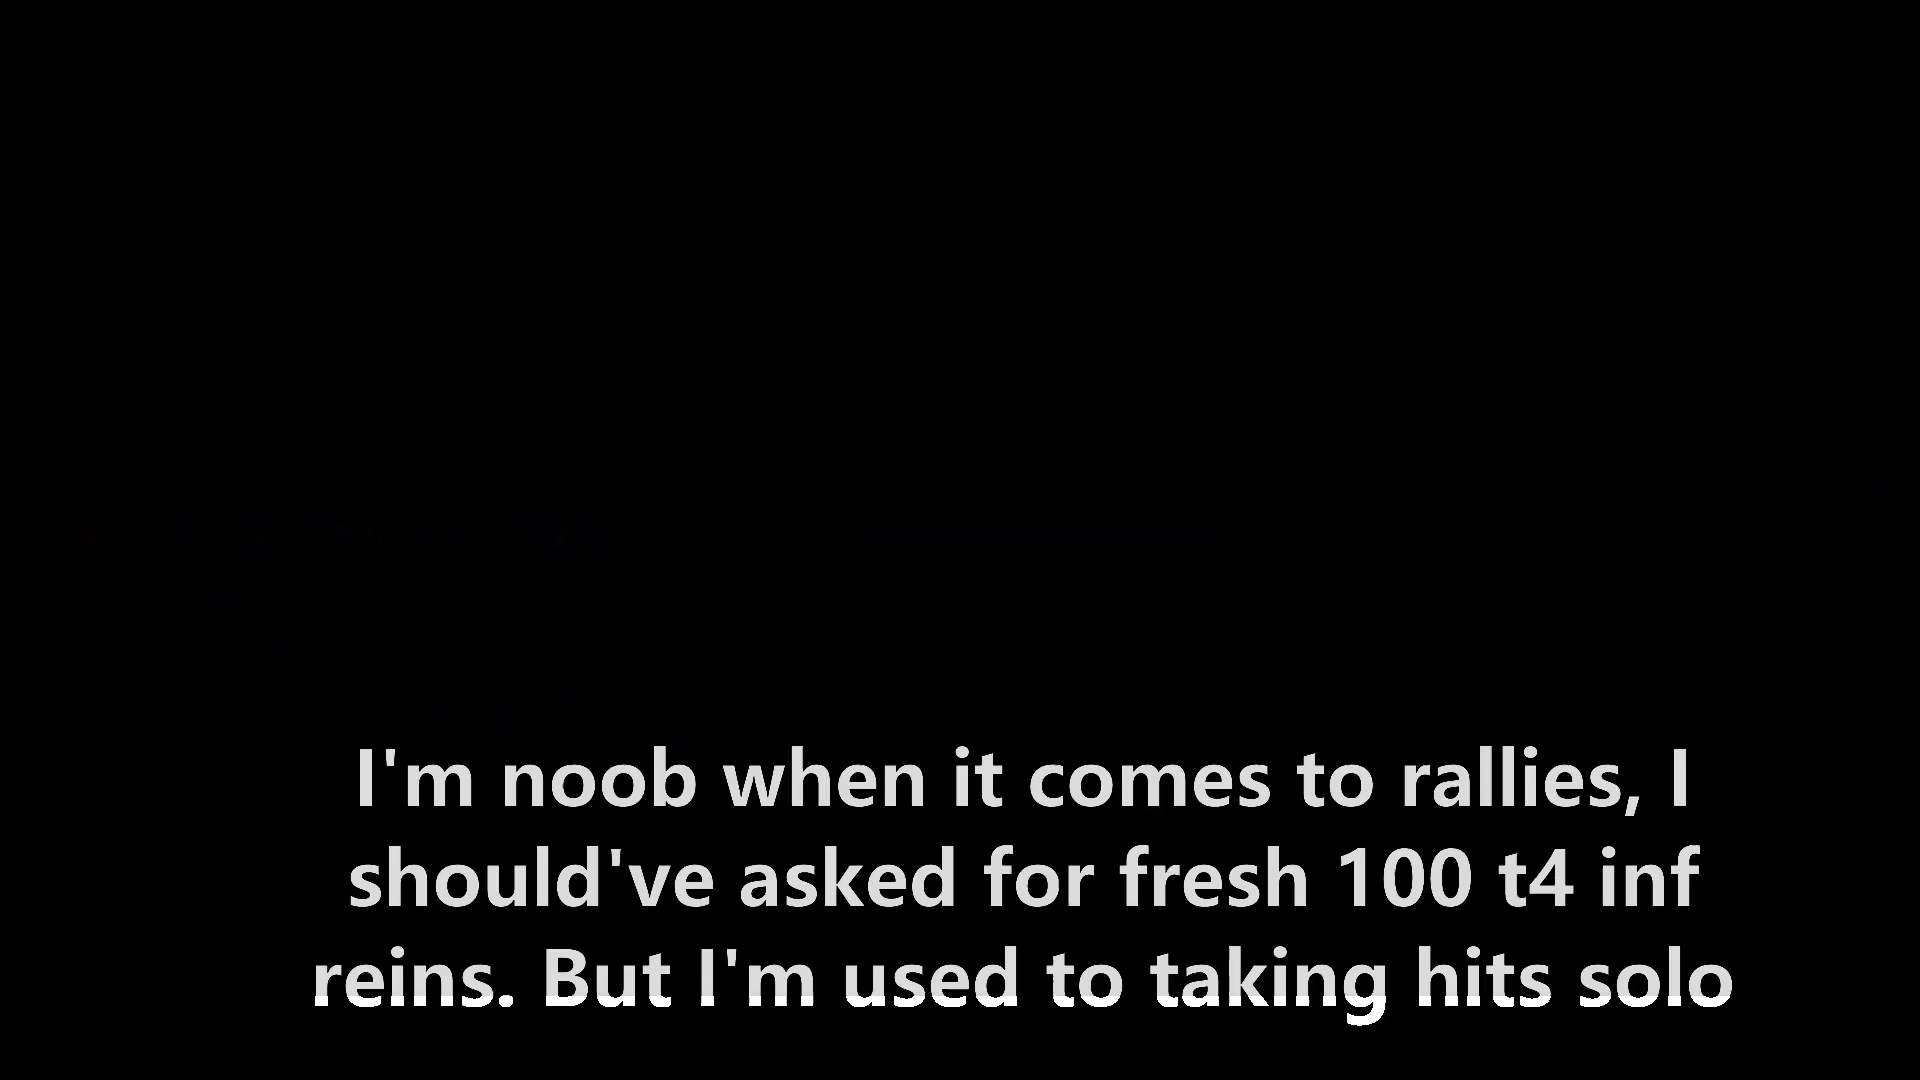 I'm noob when it comes to rallies, I
should've asked for fresh 100 t4 inf
reins. But I'm used to taking hits solo